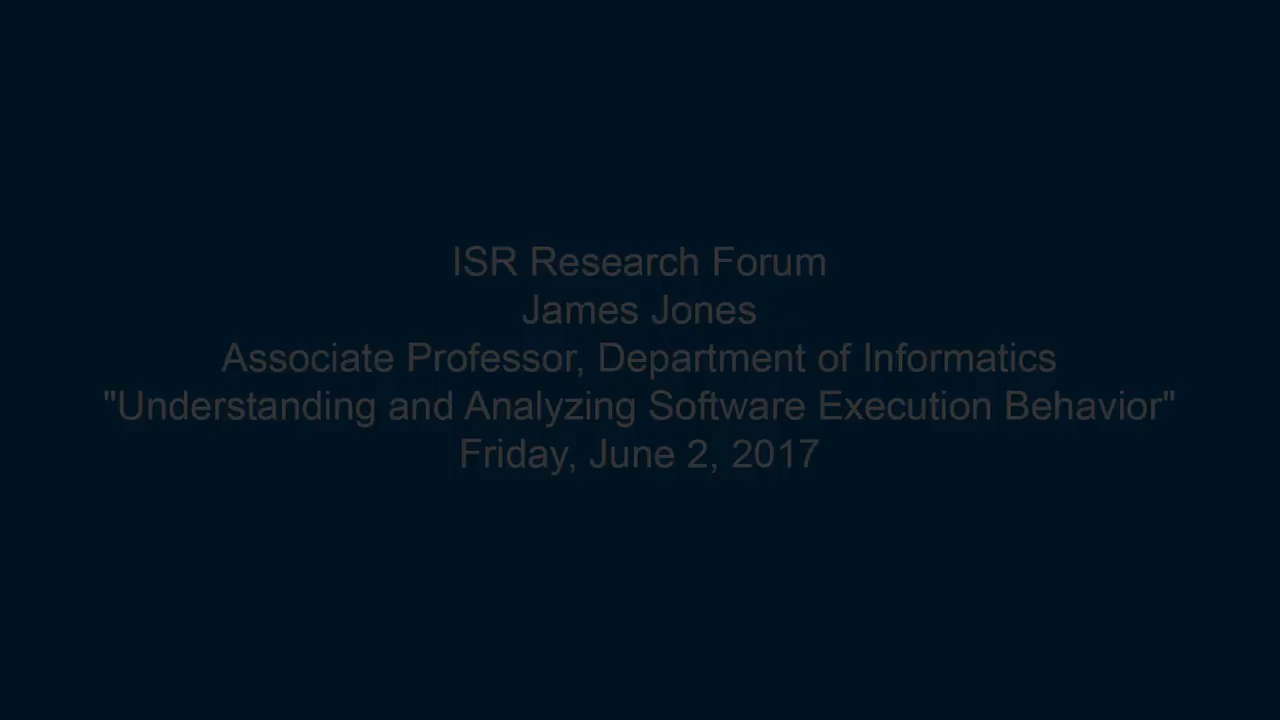 ISR Research Forum
James Jones
Associate Professor, Department of Informatics
"Understanding and Analyzing Software Execution Behavior"
Friday, June 2, 2017